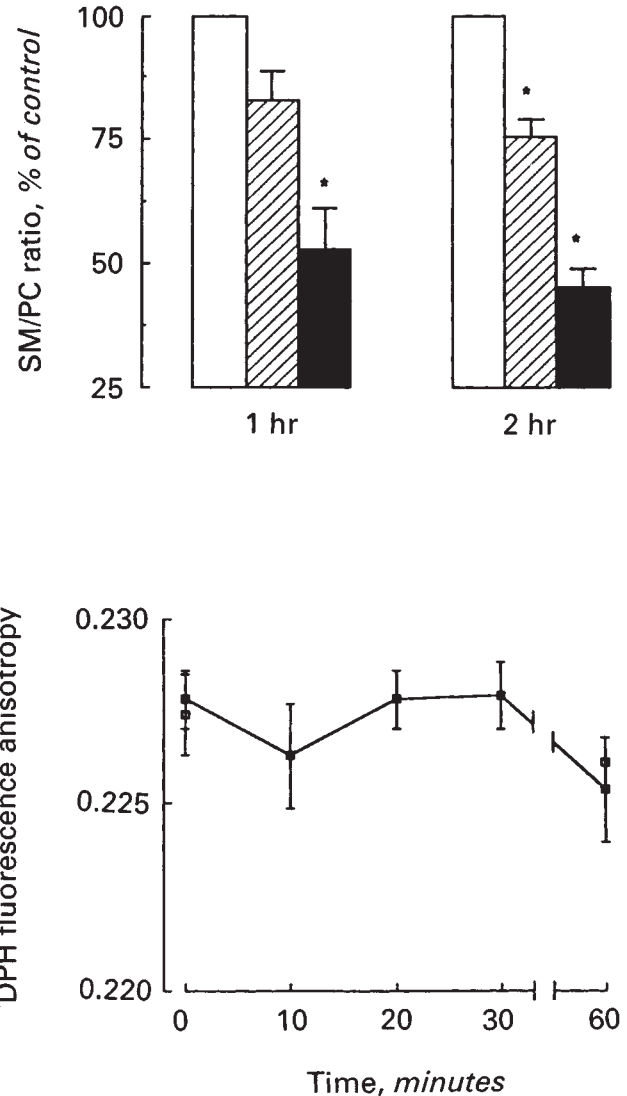 SM/PC ratio, % of control
100
75
50
25
* * *
1 hr 2 hr
DPH fluorescence anisotropy
0.230
0.225
0.220
0 10 20 30 60
Time, minutes